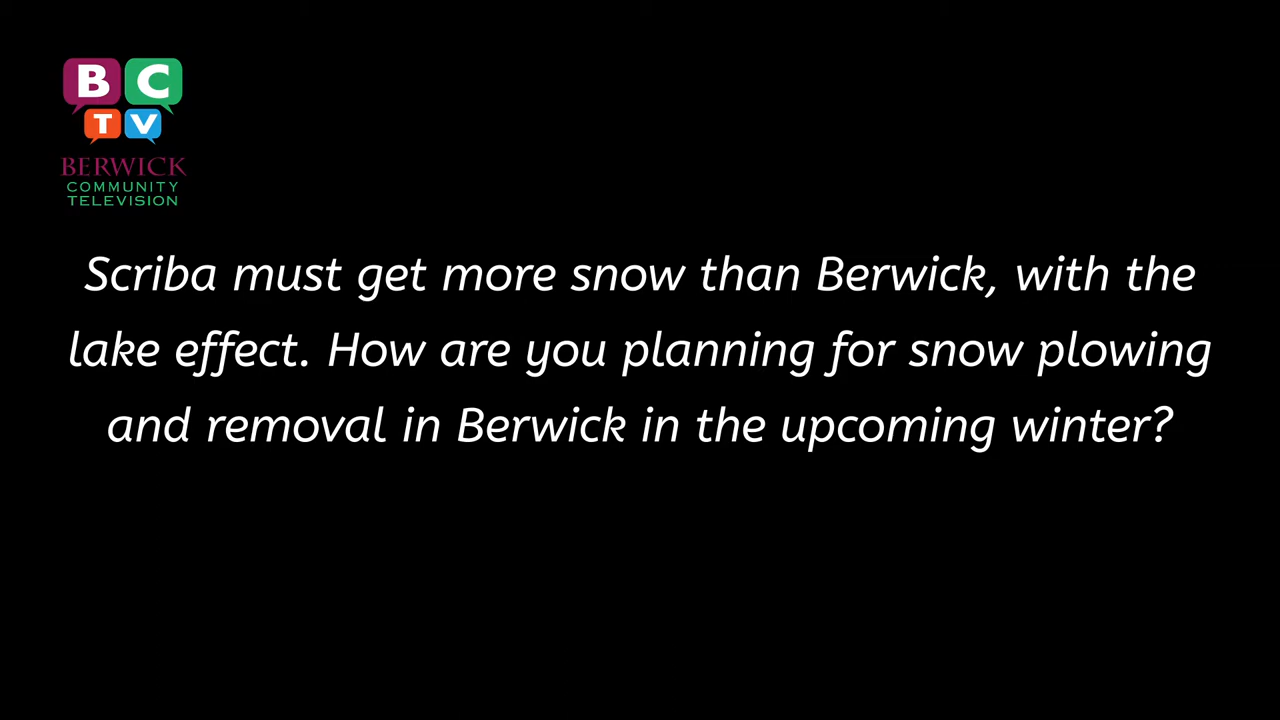 B C
T V
BERWICK
COMMUNITY
TELEVISION
Scriba must get more snow than Berwick, with the
lake effect. How are you planning for snow plowing
and removal in Berwick in the upcoming winter?